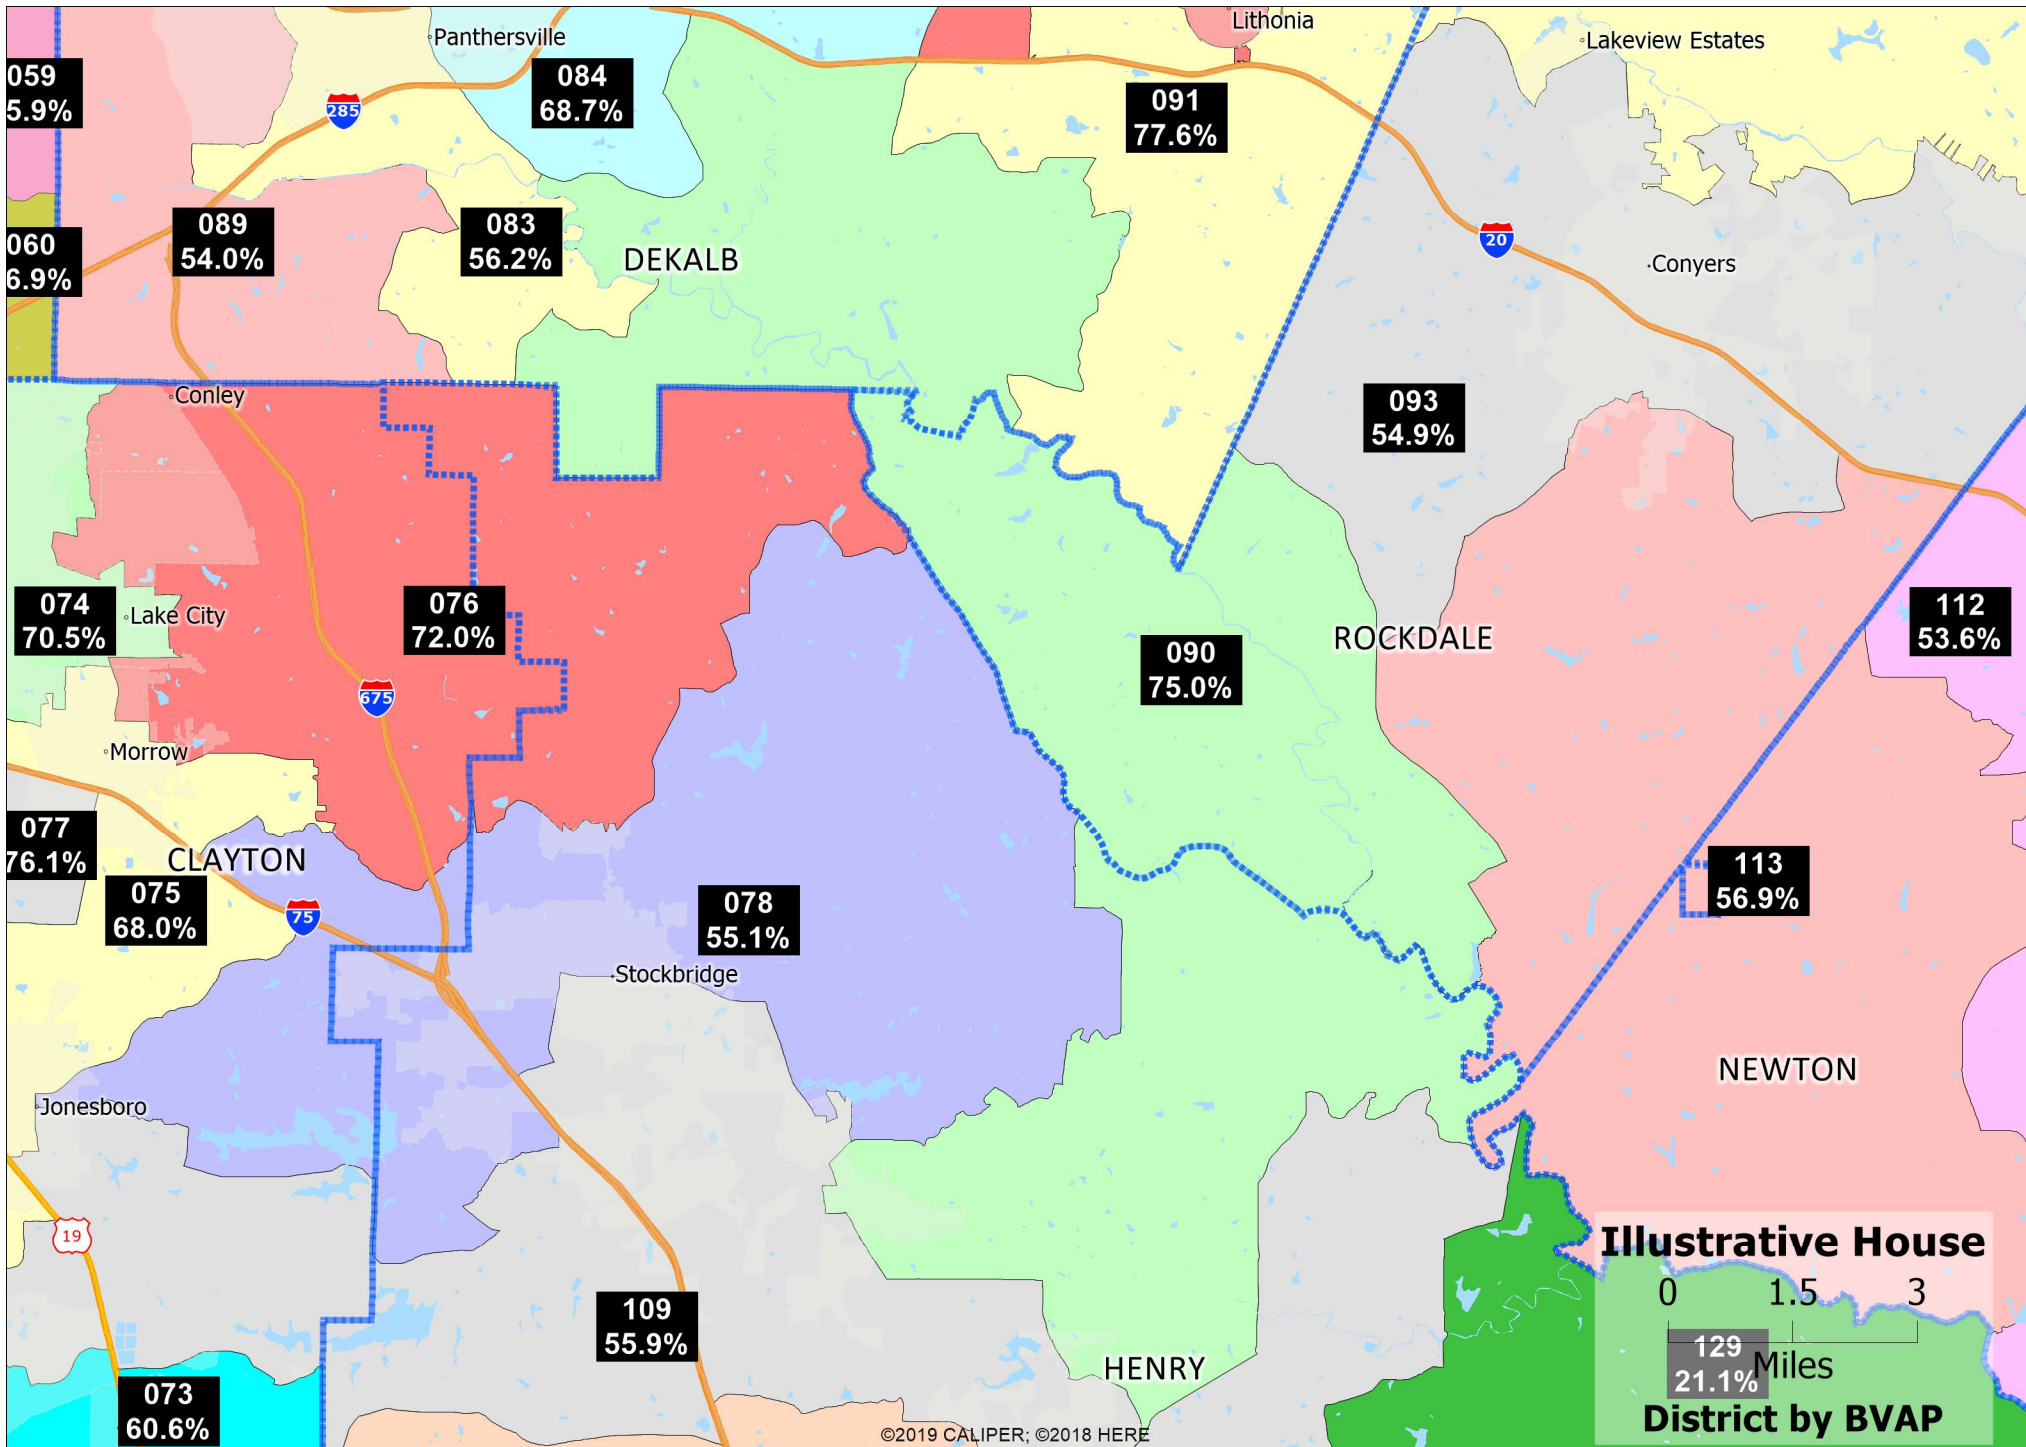 Lithonia
Panthersville
Lakeview Estates
059
5.9%
084
68.7%
091
77.6%
285
089
54.0%
083
56.2%
060
6.9%
DEKALB
20
Conyers
Conley
093
54.9%
074
70.5%
Lake City
076
72.0%
112
53.6%
ROCKDALE
090
75.0%
675
Morrow
077
76.1%
CLAYTON
075
68.0%
75
078
55.1%
113
56.9%
Stockbridge
NEWTON
Jonesboro
19
Illustrative House
0 1.5 3
109
55.9%
129
21.1%
Miles
HENRY
073
60.6%
District by BVAP
©2019 CALIPER; ©2018 HERE